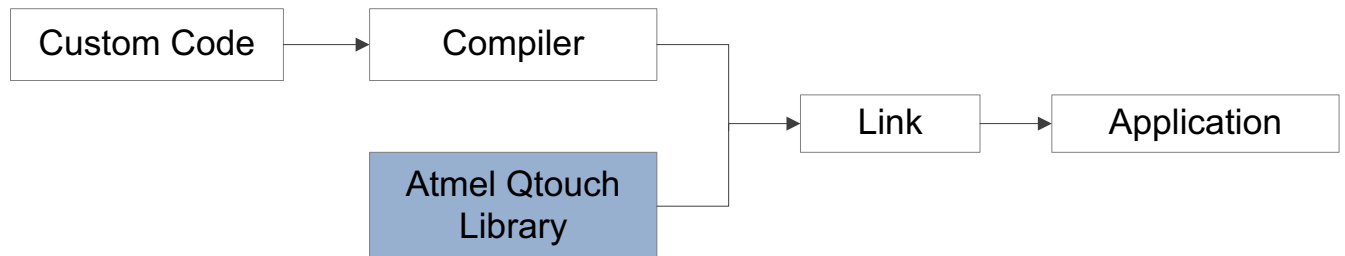 Custom Code
Compiler
Link
Application
Atmel Qtouch
Library